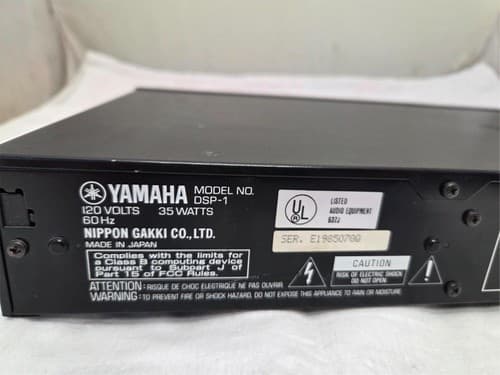 YAMAHA MODEL NO. DSP-1
120 VOLTS 35 WATTS
60Hz
NIPPON GAKKI CO., LTD.
MADE IN JAPAN
Complies with the limits for
a Class B computing device
pursuant to Subpart J of
Part 15 of FCC Rules.
UL
LISTED
AUDIO EQUIPMENT
SER.
CAUTION
RISK OF ELECTRIC SHOCK
DO NOT OPEN
ATTENTION: RISQUE DE CHOC ELECTRIQUE NE PAS OUVRIR
WARNING: TO PREVENT FIRE OR SHOCK HAZARD, DO NOT EXPOSE THIS APPLIANCE TO RAIN OR MOISTURE.